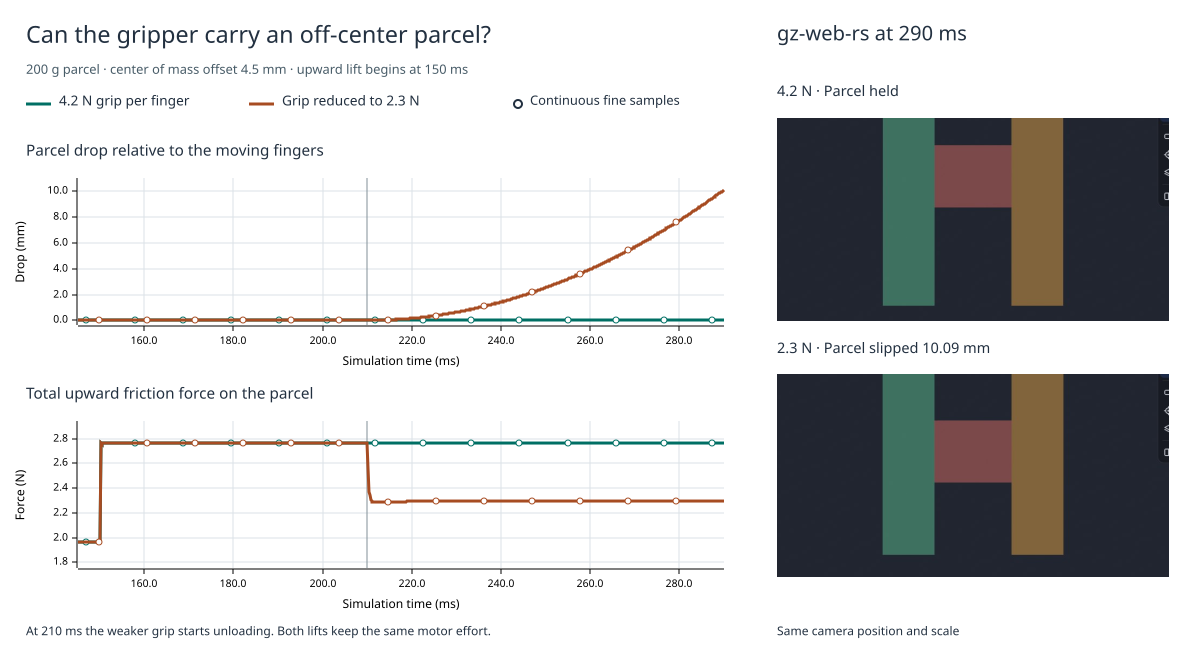 Can the gripper carry an off-center parcel?
200 g parcel · center of mass offset 4.5 mm · upward lift begins at 150 ms
4.2 N grip per finger
Grip reduced to 2.3 N
Continuous fine samples
Parcel drop relative to the moving fingers
Drop (mm)
10.0
8.0
6.0
4.0
2.0
0.0
160.0 180.0 200.0 220.0 240.0 260.0 280.0
Simulation time (ms)
Total upward friction force on the parcel
Force (N)
2.8
2.6
2.4
2.2
2.0
1.8
160.0 180.0 200.0 220.0 240.0 260.0 280.0
Simulation time (ms)
At 210 ms the weaker grip starts unloading. Both lifts keep the same motor effort.
gz-web-rs at 290 ms
4.2 N · Parcel held
2.3 N · Parcel slipped 10.09 mm
Same camera position and scale